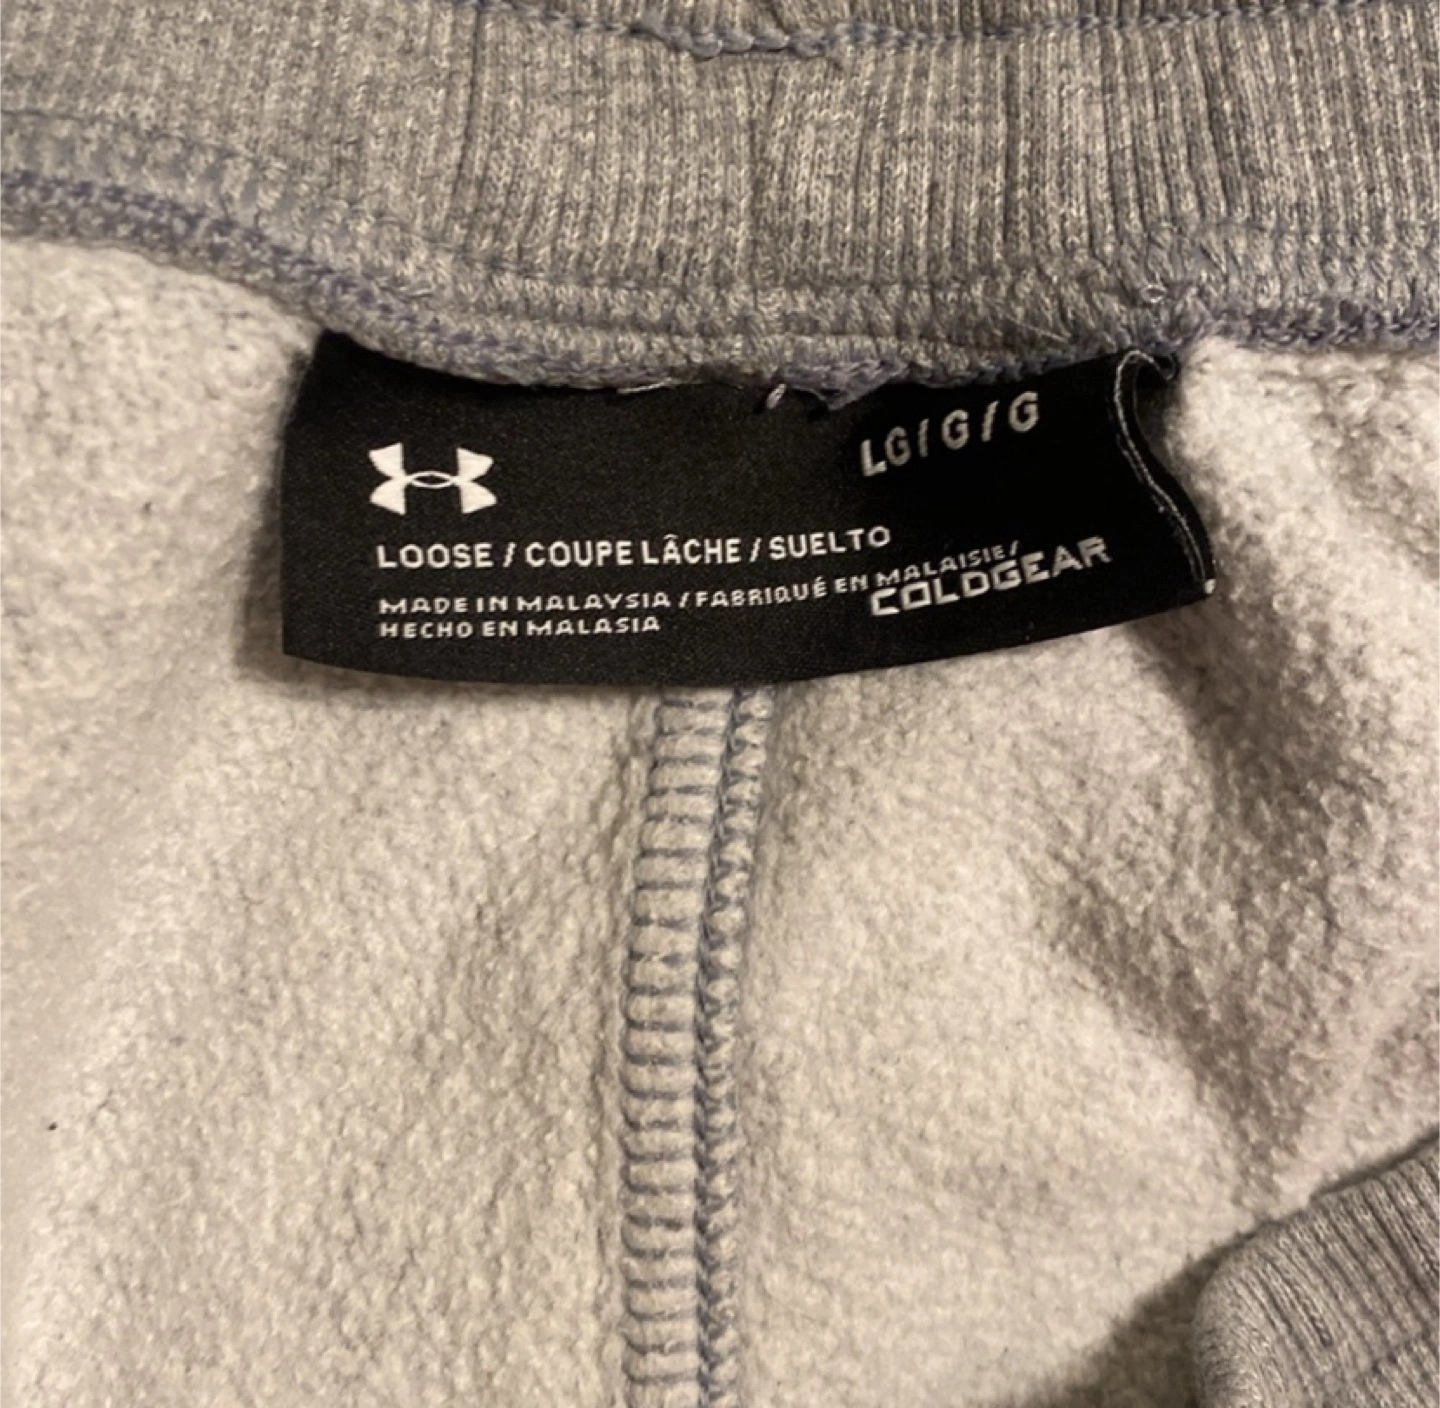 LG / G / G
LOOSE / COUPE LÂCHE / SUELTO
MADE IN MALAYSIA / FABRIQUÉ EN MALAISIE /
HECHO EN MALASIA
COLDGEAR